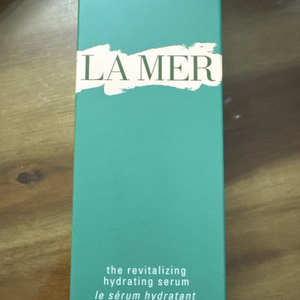 LA MER
the revitalizing
hydrating serum
le sérum hydratant